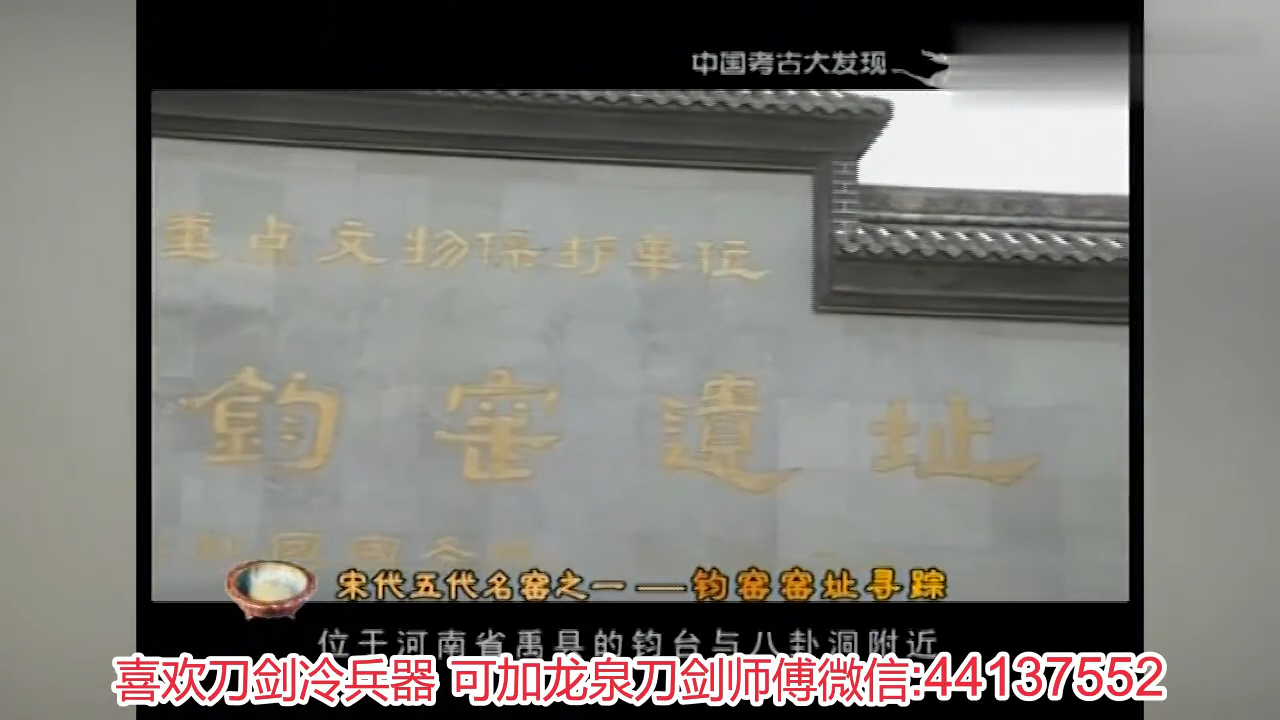 中国考古大发现
重点文物保护单位
鈞窑遺址
宋代五代名窑之一——钧窑窑址寻踪
位于河南省禹县的钧台与八卦洞附近
喜欢刀剑冷兵器 可加龙泉刀剑师傅微信:44137552